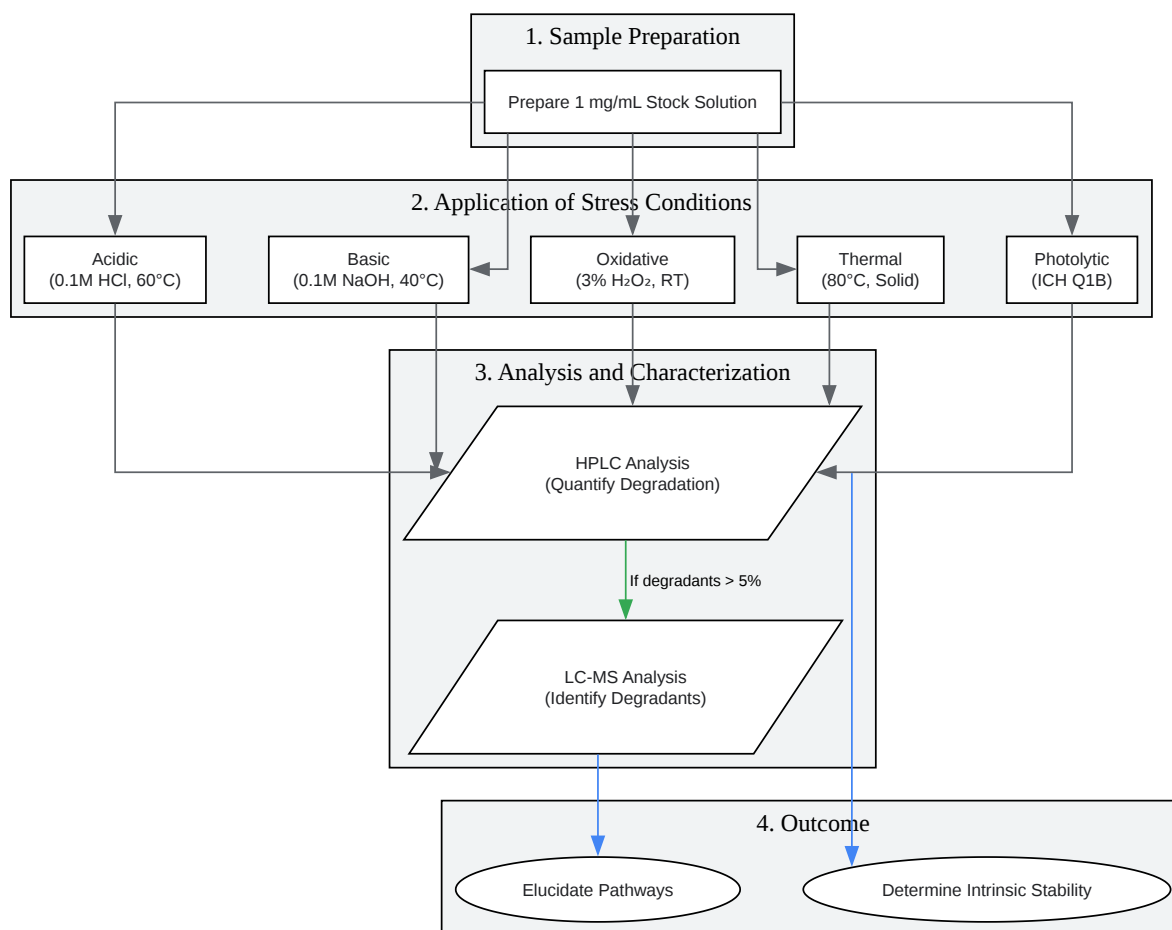 1. Sample Preparation
Prepare 1 mg/mL Stock Solution
2. Application of Stress Conditions
Acidic
(0.1M HCl, 60°C)
Basic
(0.1M NaOH, 40°C)
Oxidative
(3% H₂O₂, RT)
Thermal
(80°C, Solid)
Photolytic
(ICH Q1B)
3. Analysis and Characterization
HPLC Analysis
(Quantify Degradation)
If degradants > 5%
LC-MS Analysis
(Identify Degradants)
4. Outcome
Elucidate Pathways
Determine Intrinsic Stability